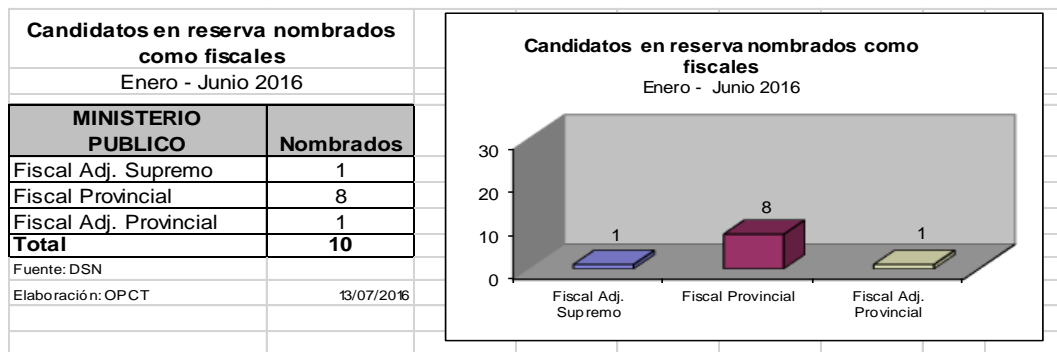 Candidatos en reserva nombrados
como fiscales
Enero - Junio 2016
MINISTERIO
PUBLICO Nombrados
Fiscal Adj. Supremo 1
Fiscal Provincial 8
Fiscal Adj. Provincial 1
Total 10
Fuente: DSN
Elaboración: OPCT 13/07/2016
Candidatos en reserva nombrados como
fiscales
Enero - Junio 2016
30
20
10
0
1
8
1
Fiscal Adj.
Supremo
Fiscal Provincial
Fiscal Adj.
Provincial